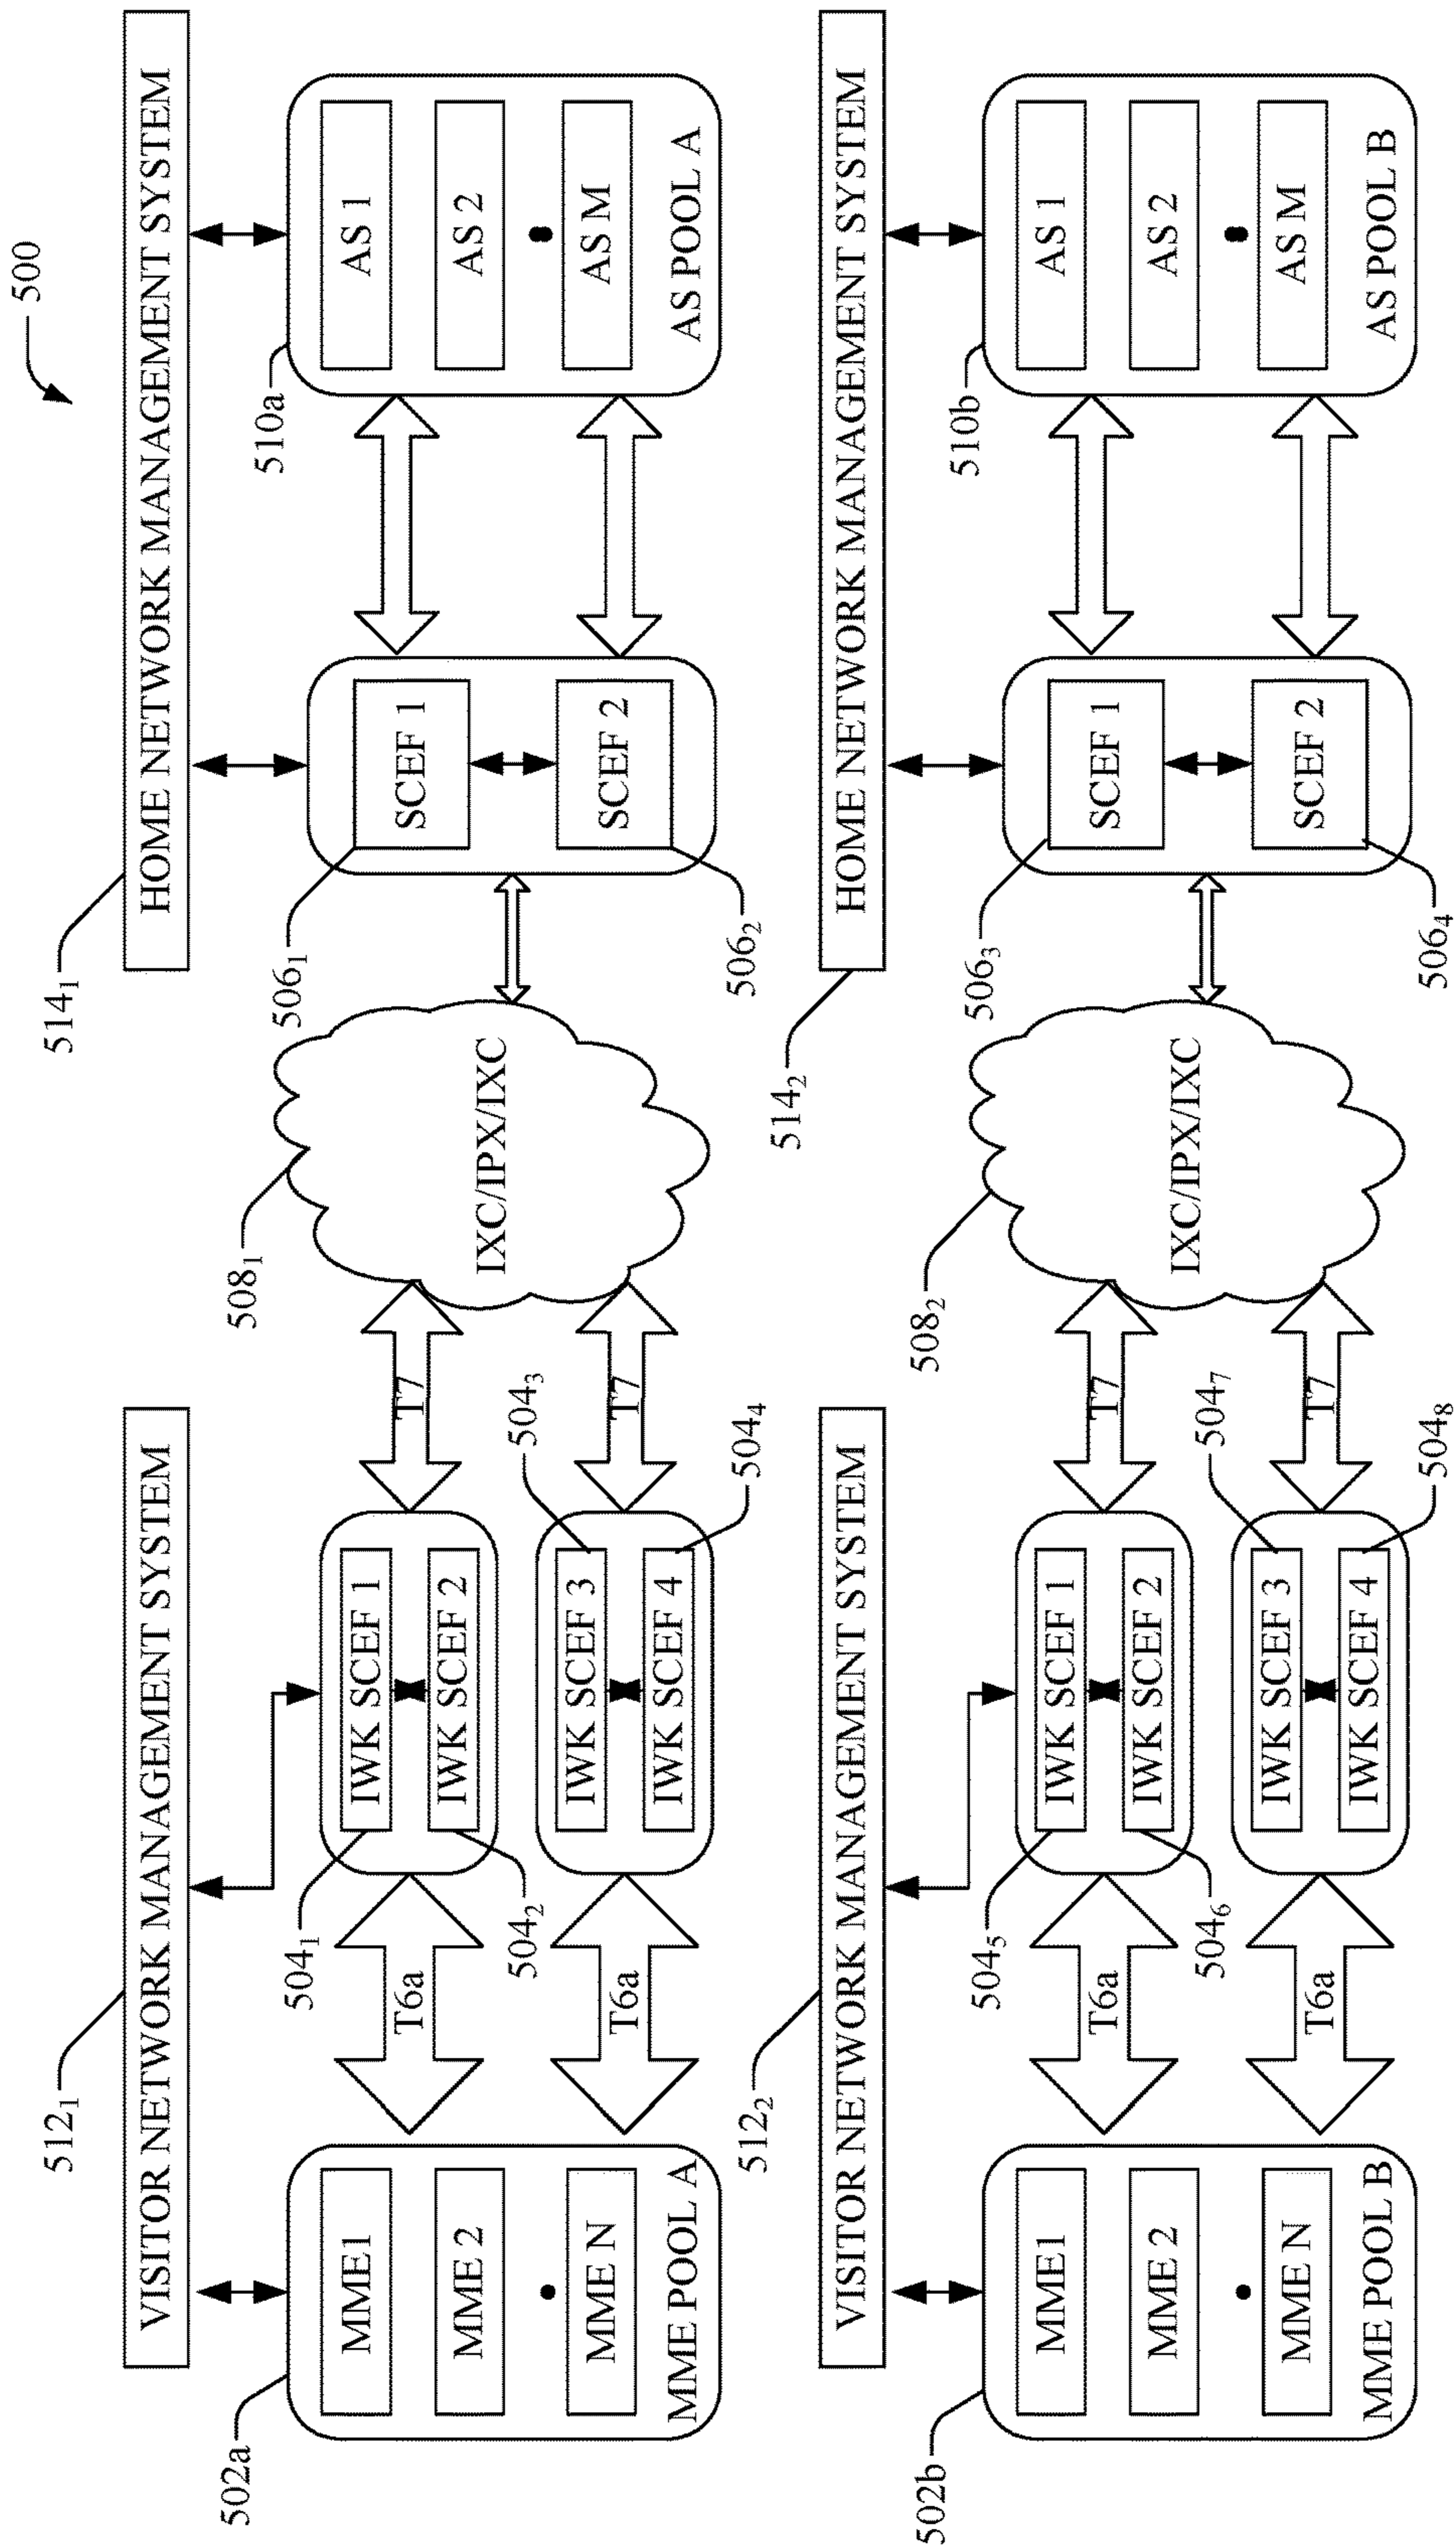 500
514₁
HOME NETWORK MANAGEMENT SYSTEM
512₁
VISITOR NETWORK MANAGEMENT SYSTEM
502a
MME1
MME 2
MME N
MME POOL A
T6a
T6a
504₁
IWK SCEF 1
IWK SCEF 2
504₂
504₃
IWK SCEF 3
IWK SCEF 4
504₄
T7
T7
508₁
IXC/IPX/IXC
506₁
SCEF 1
SCEF 2
506₂
510a
AS 1
AS 2
AS M
AS POOL A
512₂
VISITOR NETWORK MANAGEMENT SYSTEM
514₂
HOME NETWORK MANAGEMENT SYSTEM
502b
MME1
MME 2
MME N
MME POOL B
T6a
T6a
504₅
IWK SCEF 1
IWK SCEF 2
504₆
504₇
IWK SCEF 3
IWK SCEF 4
504₈
T7
T7
508₂
IXC/IPX/IXC
506₃
SCEF 1
SCEF 2
506₄
510b
AS 1
AS 2
AS M
AS POOL B